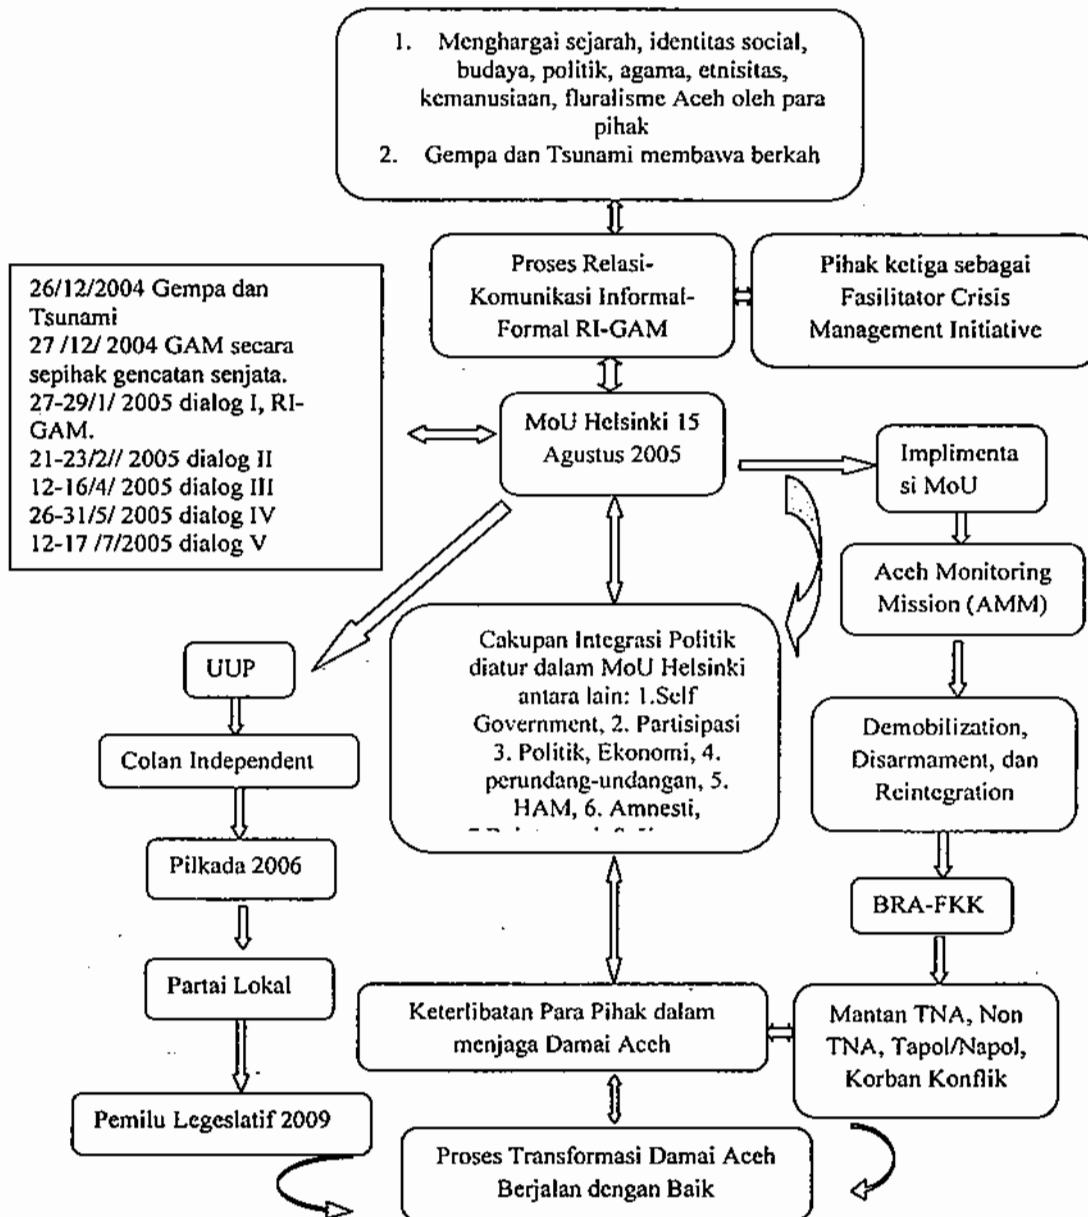 1. Menghargai sejarah, identitas social,
budaya, politik, agama, etnisitas,
kemanusiaan, fluralisme Aceh oleh para
pihak
2. Gempa dan Tsunami membawa berkah
Proses Relasi-
Komunikasi Informal-
Formal RI-GAM
Pihak ketiga sebagai
Fasilitator Crisis
Management Initiative
26/12/2004 Gempa dan
Tsunami
27 /12/ 2004 GAM secara
sepihak gencatan senjata.
27-29/1/ 2005 dialog I, RI-
GAM.
21-23/2// 2005 dialog II
12-16/4/ 2005 dialog III
26-31/5/ 2005 dialog IV
12-17 /7/2005 dialog V
MoU Helsinki 15
Agustus 2005
Implimenta
si MoU
Aceh Monitoring
Mission (AMM)
Cakupan Integrasi Politik
diatur dalam MoU Helsinki
antara lain: 1.Self
Government, 2. Partisipasi
3. Politik, Ekonomi, 4.
perundang-undangan, 5.
HAM, 6. Amnesti,
UUP
Colan Independent
Pilkada 2006
Partai Lokal
Pemilu Legeslatif 2009
Demobilization,
Disarmament, dan
Reintegration
BRA-FKK
Mantan TNA, Non
TNA, Tapol/Napol,
Korban Konflik
Keterlibatan Para Pihak dalam
menjaga Damai Aceh
Proses Transformasi Damai Aceh
Berjalan dengan Baik